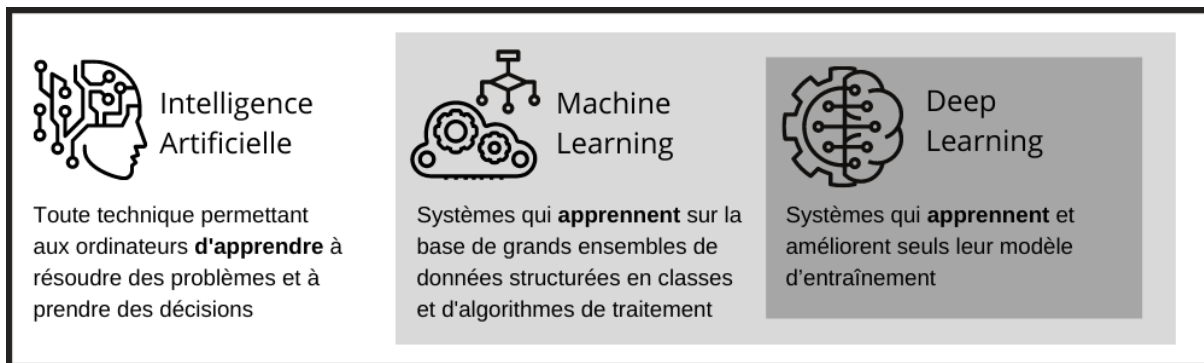 Intelligence
Artificielle
Toute technique permettant
aux ordinateurs d'apprendre à
résoudre des problèmes et à
prendre des décisions
Machine
Learning
Systèmes qui apprennent sur la
base de grands ensembles de
données structurées en classes
et d'algorithmes de traitement
Deep
Learning
Systèmes qui apprennent et
améliorent seuls leur modèle
d’entraînement